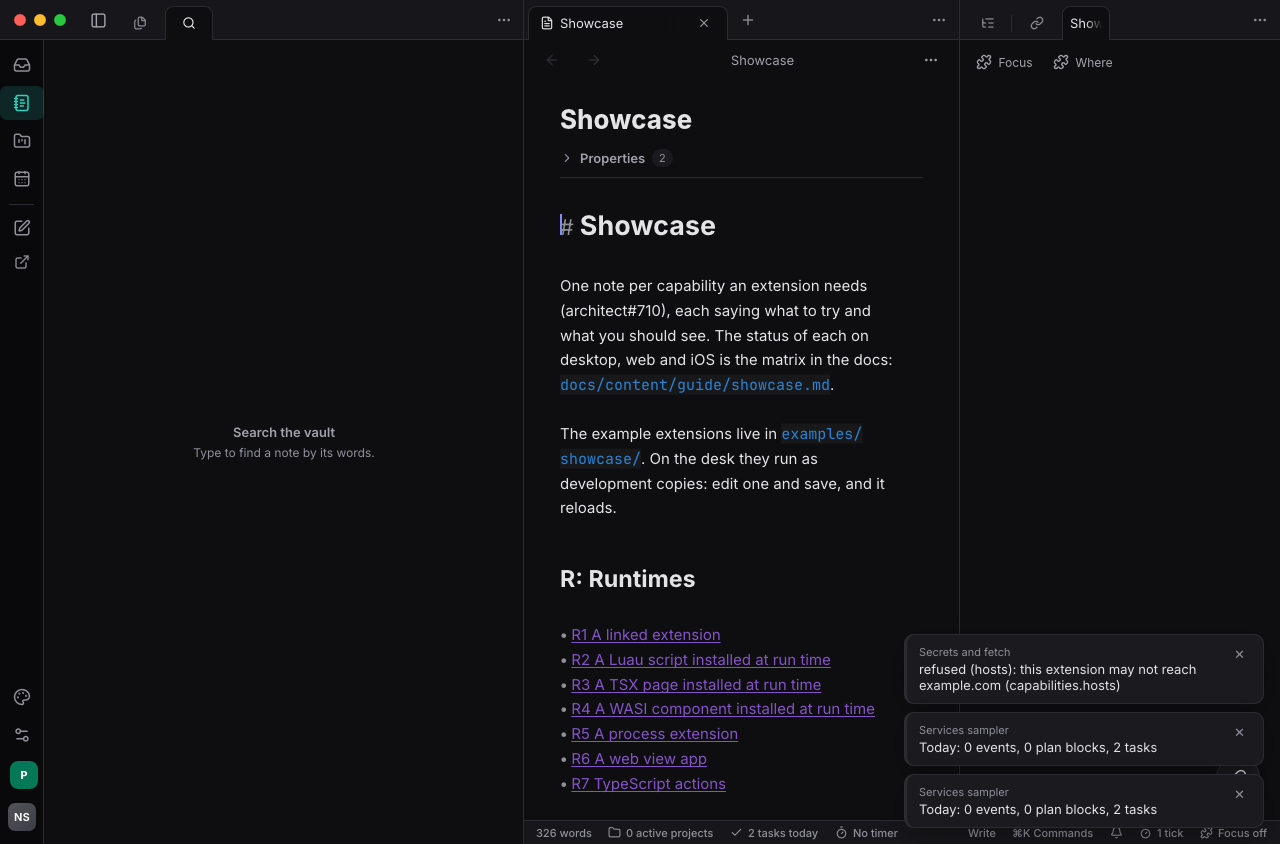 Showcase
Show
Showcase
Focus
Where
Showcase
Properties 2
# Showcase
One note per capability an extension needs
(architect#710), each saying what to try and
what you should see. The status of each on
desktop, web and iOS is the matrix in the docs:
docs/content/guide/showcase.md.
The example extensions live in examples/
showcase/. On the desk they run as
development copies: edit one and save, and it
reloads.
Search the vault
Type to find a note by its words.
R: Runtimes
• R1 A linked extension
• R2 A Luau script installed at run time
• R3 A TSX page installed at run time
• R4 A WASI component installed at run time
• R5 A process extension
• R6 A web view app
• R7 TypeScript actions
Secrets and fetch
refused (hosts): this extension may not reach
example.com (capabilities.hosts)
Services sampler
Today: 0 events, 0 plan blocks, 2 tasks
Services sampler
Today: 0 events, 0 plan blocks, 2 tasks
P
NS
326 words
0 active projects
2 tasks today
No timer
Write
⌘K Commands
1 tick
Focus off